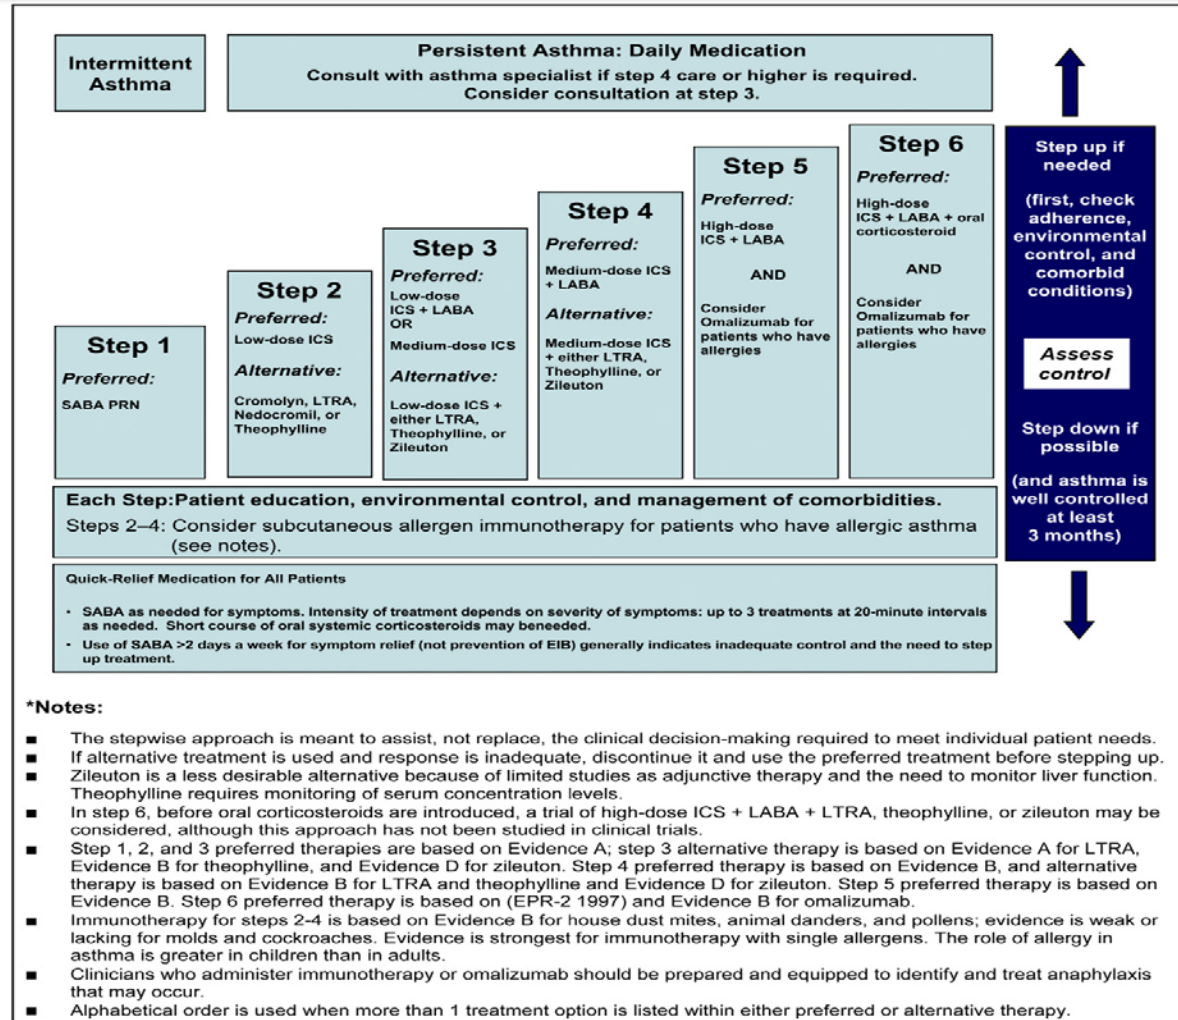 Intermittent
Asthma
Persistent Asthma: Daily Medication
Consult with asthma specialist if step 4 care or higher is required.
Consider consultation at step 3.
Step 1
Preferred:
SABA PRN
Step 2
Preferred:
Low-dose ICS
Alternative:
Cromolyn, LTRA,
Nedocromil, or
Theophylline
Step 3
Preferred:
Low-dose
ICS + LABA
OR
Medium-dose ICS
Alternative:
Low-dose ICS +
either LTRA,
Theophylline, or
Zileuton
Step 4
Preferred:
Medium-dose ICS
+ LABA
Alternative:
Medium-dose ICS
+ either LTRA,
Theophylline, or
Zileuton
Step 5
Preferred:
High-dose
ICS + LABA
AND
Consider
Omalizumab for
patients who have
allergies
Step 6
Preferred:
High-dose
ICS + LABA + oral
corticosteroid
AND
Consider
Omalizumab for
patients who have
allergies
Step up if
needed
(first, check
adherence,
environmental
control, and
comorbid
conditions)
Assess
control
Step down if
possible
(and asthma is
well controlled
at least
3 months)
Each Step:Patient education, environmental control, and management of comorbidities.
Steps 2–4: Consider subcutaneous allergen immunotherapy for patients who have allergic asthma
(see notes).
Quick-Relief Medication for All Patients
• SABA as needed for symptoms. Intensity of treatment depends on severity of symptoms: up to 3 treatments at 20-minute intervals
as needed. Short course of oral systemic corticosteroids may beneeded.
• Use of SABA >2 days a week for symptom relief (not prevention of EIB) generally indicates inadequate control and the need to step
up treatment.
*Notes:
■ The stepwise approach is meant to assist, not replace, the clinical decision-making required to meet individual patient needs.
■ If alternative treatment is used and response is inadequate, discontinue it and use the preferred treatment before stepping up.
■ Zileuton is a less desirable alternative because of limited studies as adjunctive therapy and the need to monitor liver function.
Theophylline requires monitoring of serum concentration levels.
■ In step 6, before oral corticosteroids are introduced, a trial of high-dose ICS + LABA + LTRA, theophylline, or zileuton may be
considered, although this approach has not been studied in clinical trials.
■ Step 1, 2, and 3 preferred therapies are based on Evidence A; step 3 alternative therapy is based on Evidence A for LTRA,
Evidence B for theophylline, and Evidence D for zileuton. Step 4 preferred therapy is based on Evidence B, and alternative
therapy is based on Evidence B for LTRA and theophylline and Evidence D for zileuton. Step 5 preferred therapy is based on
Evidence B. Step 6 preferred therapy is based on (EPR-2 1997) and Evidence B for omalizumab.
■ Immunotherapy for steps 2-4 is based on Evidence B for house dust mites, animal danders, and pollens; evidence is weak or
lacking for molds and cockroaches. Evidence is strongest for immunotherapy with single allergens. The role of allergy in
asthma is greater in children than in adults.
■ Clinicians who administer immunotherapy or omalizumab should be prepared and equipped to identify and treat anaphylaxis
that may occur.
■ Alphabetical order is used when more than 1 treatment option is listed within either preferred or alternative therapy.